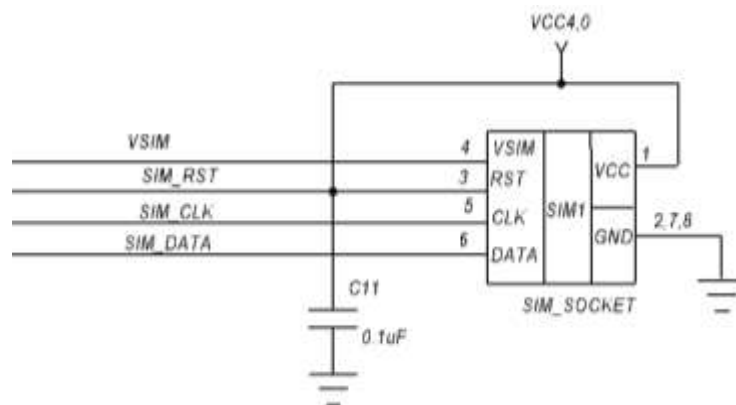 VCC4,0
VSIM
4
VSIM
1
SIM_RST
3
RST
VCC
SIM_CLK
5
CLK
SIM1
2,7,8
SIM_DATA
6
DATA
GND
C11
SIM_SOCKET
0.1uF